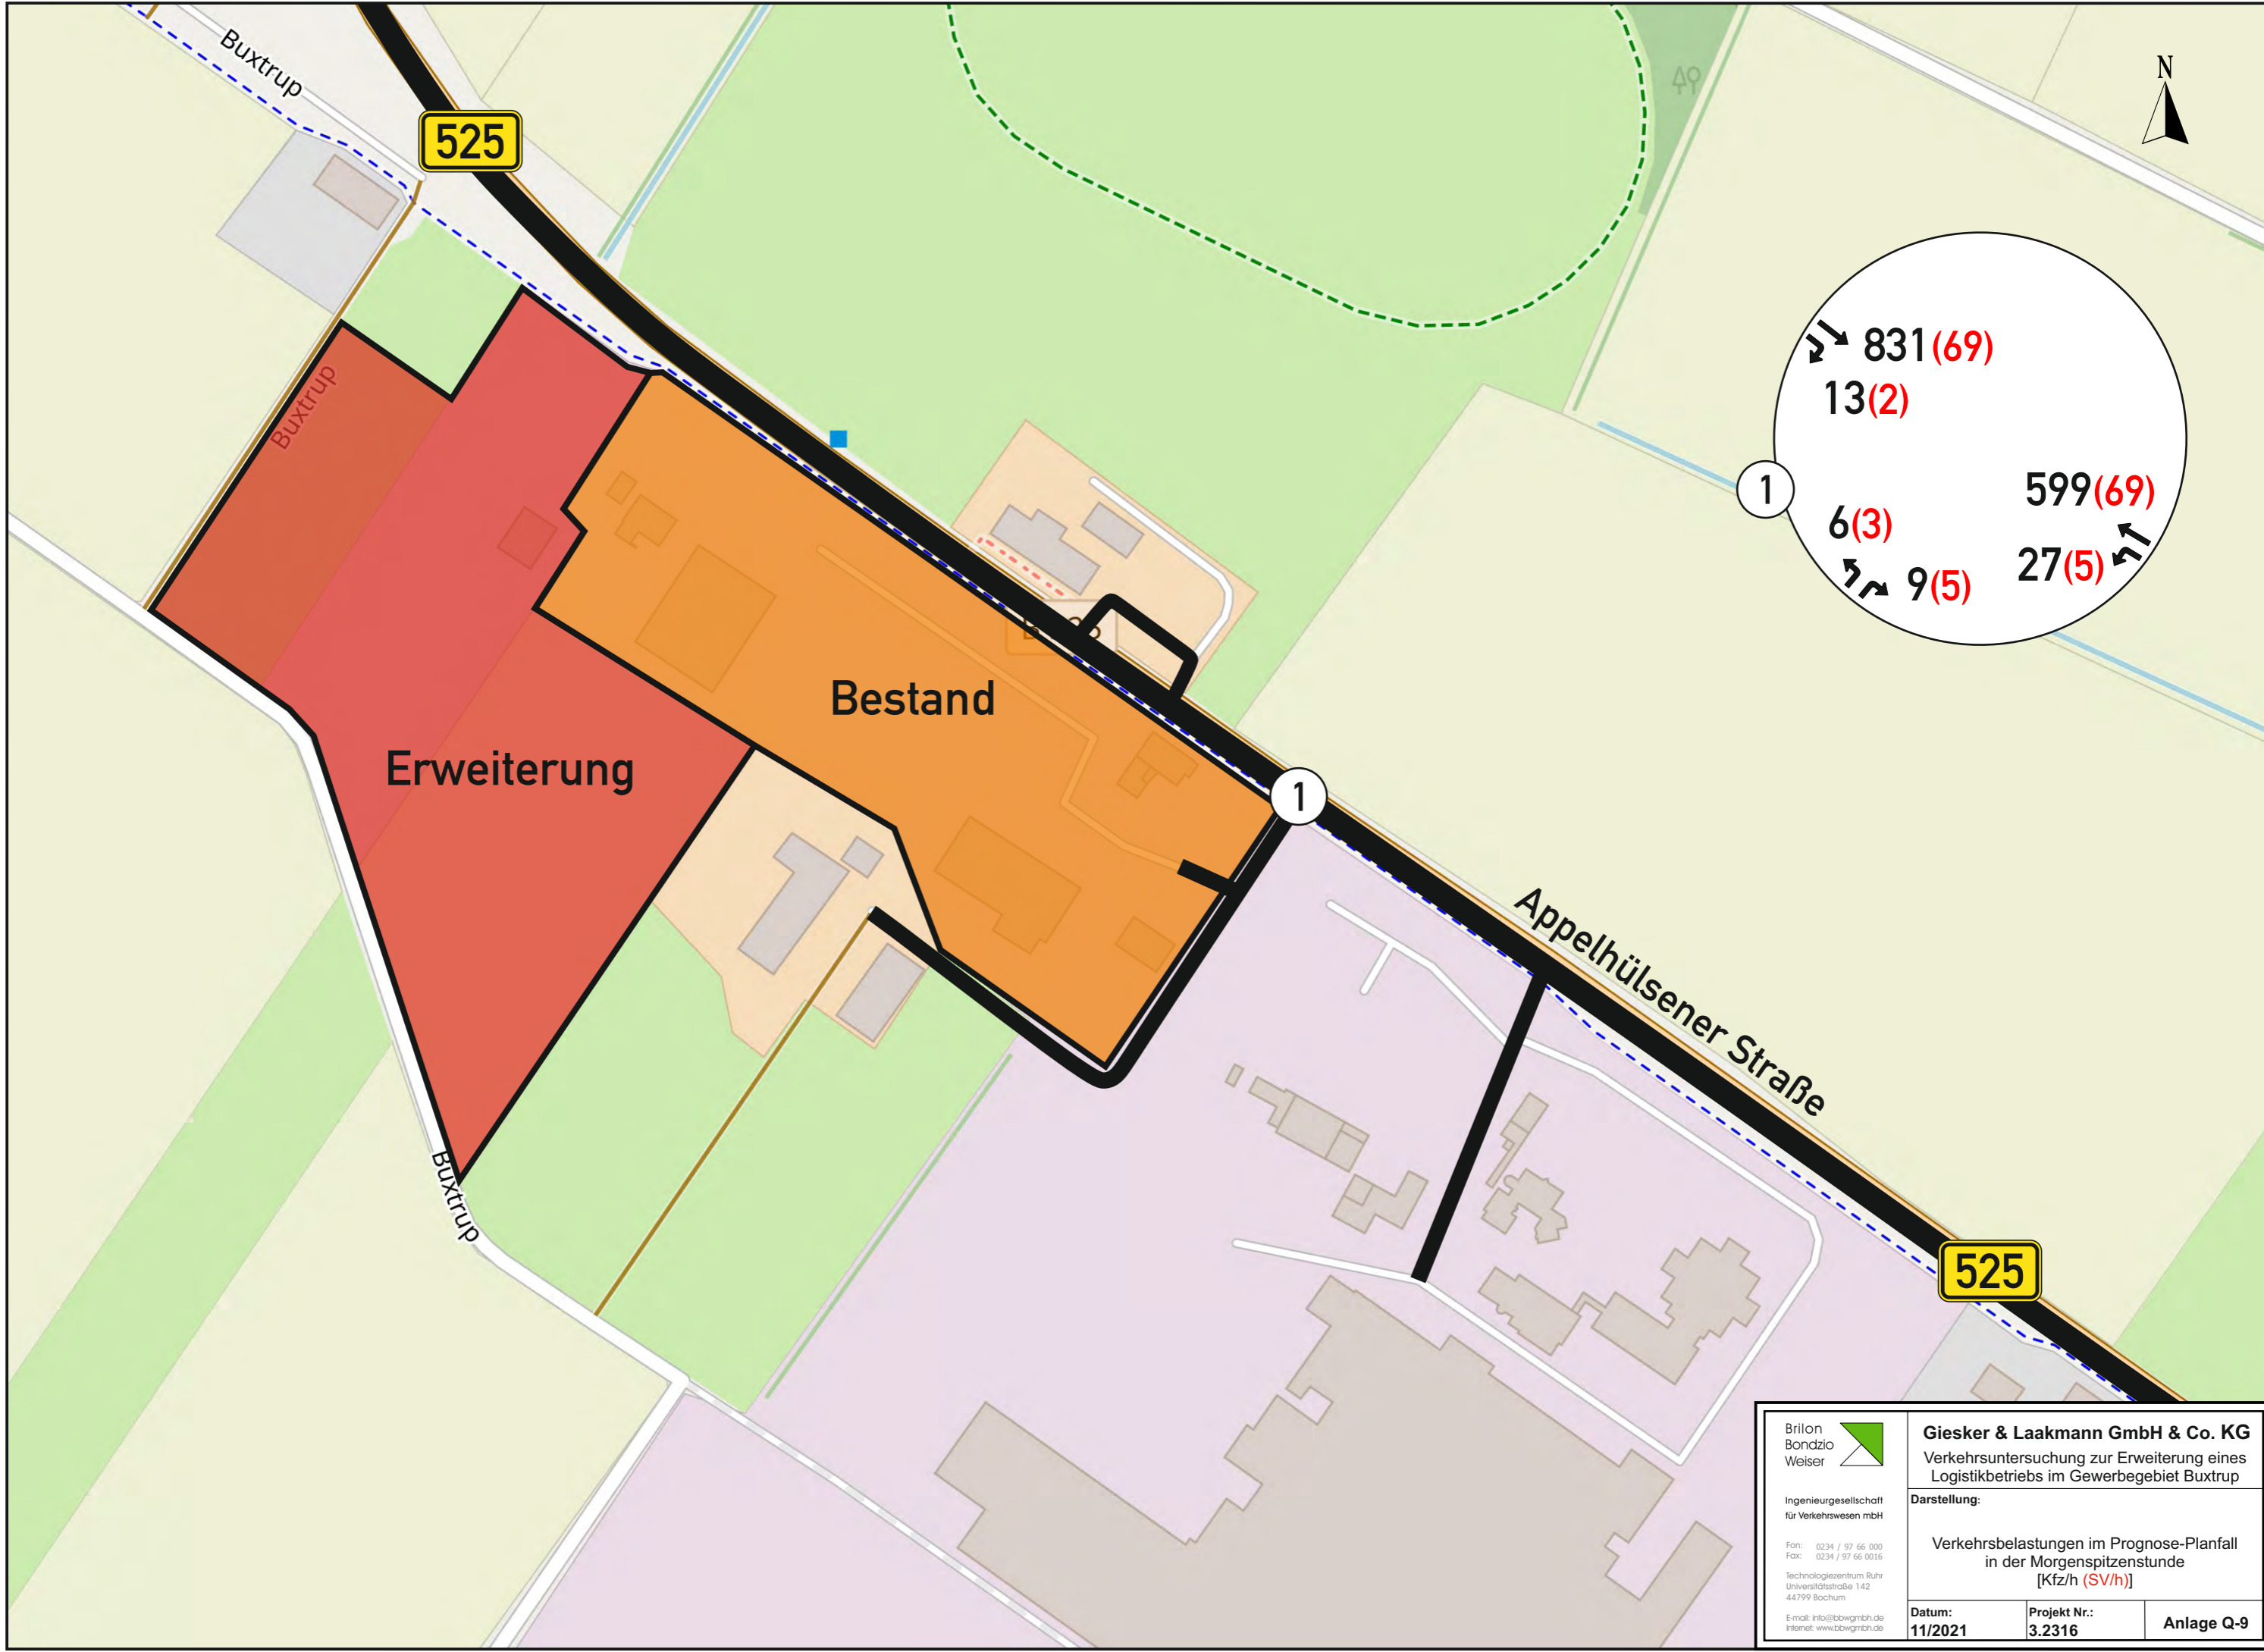 Buxtrup
525
N
831(69)
13(2)
599(69)
1
6(3)
27(5)
9(5)
Buxtrup
Bestand
Erweiterung
1
Appelhülsener Straße
Buxtrup
525
Brilon
Bondzio
Weiser
Ingenieurgesellschaft
für Verkehrswesen mbH
Fon: 0234 / 97 66 000
Fax: 0234 / 97 66 0016
Technologiezentrum Ruhr
Universitätsstraße 142
44799 Bochum
E-mail: info@bbwgmbh.de
Internet: www.bbwgmbh.de
Giesker & Laakmann GmbH & Co. KG
Verkehrsuntersuchung zur Erweiterung eines
Logistikbetriebs im Gewerbegebiet Buxtrup
Darstellung:
Verkehrsbelastungen im Prognose-Planfall
in der Morgenspitzenstunde
[Kfz/h (SV/h)]
Datum:
11/2021
Projekt Nr.:
3.2316
Anlage Q-9